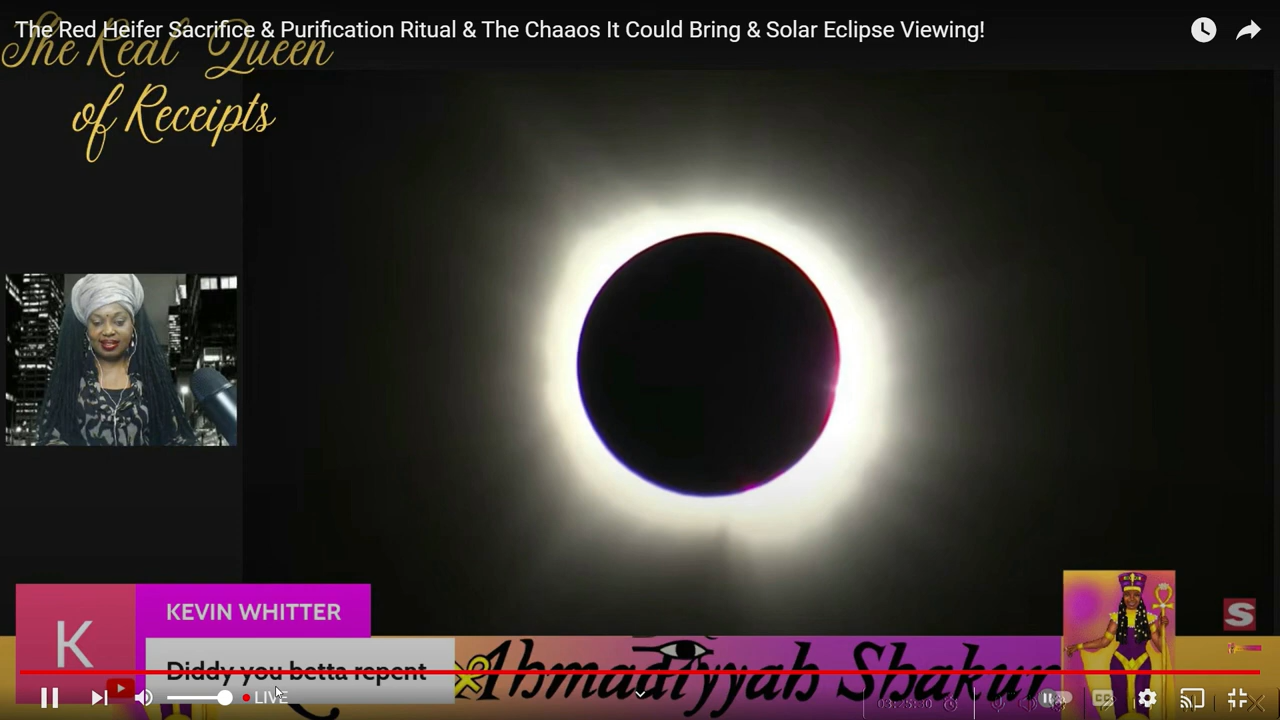 The Red Heifer Sacrifice & Purification Ritual & The Chaaos It Could Bring & Solar Eclipse Viewing!
The Real Queen
of Receipts
KEVIN WHITTER
K
Diddy you betta repent
Ahmadiyyah Shakur
S
LIVE
CC